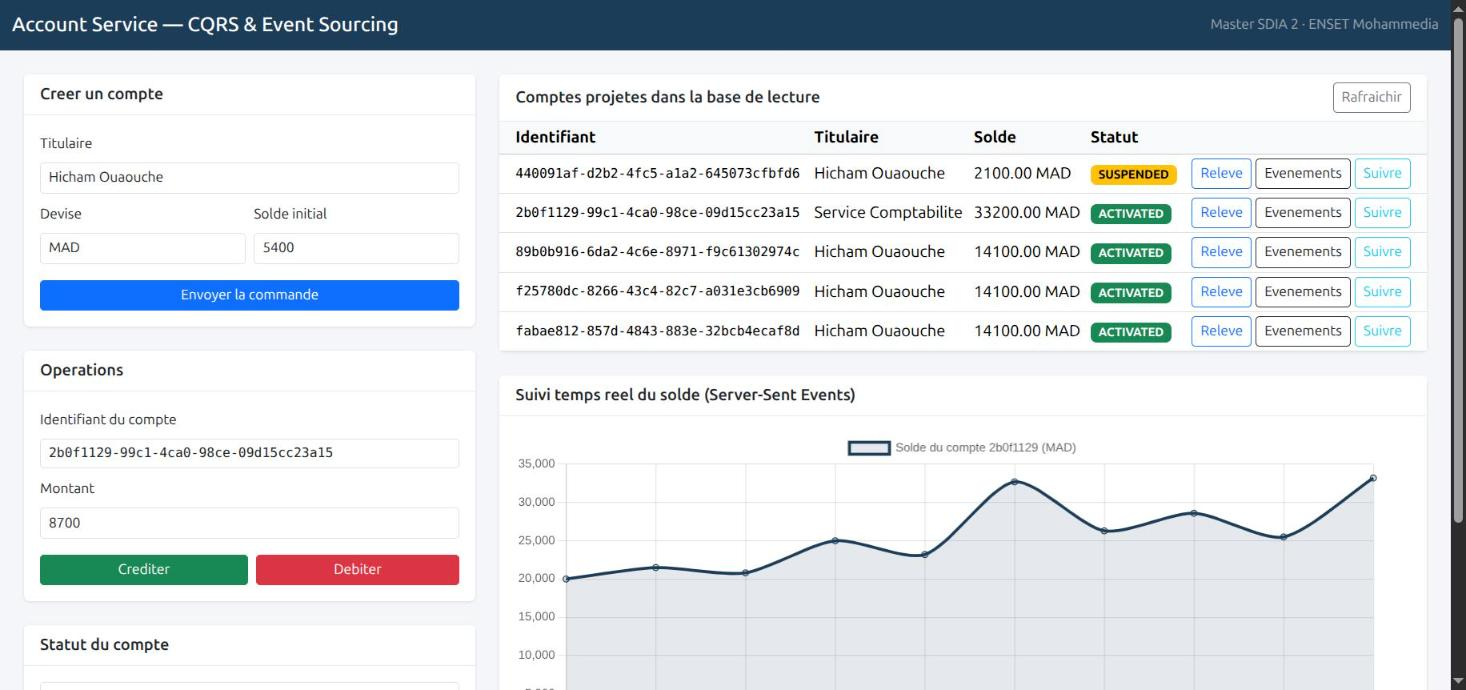 Account Service — CQRS & Event Sourcing
Master SDIA 2 · ENSET Mohammedia
Creer un compte
Titulaire
Hicham Ouaouche
Devise Solde initial
MAD 5400
Envoyer la commande
Operations
Identifiant du compte
2b0f1129-99c1-4ca0-98ce-09d15cc23a15
Montant
8700
Crediter Debiter
Statut du compte
Comptes projetes dans la base de lecture Rafraichir
Identifiant Titulaire Solde Statut
440091af-d2b2-4fc5-a1a2-645073cfbfd6 Hicham Ouaouche 2100.00 MAD SUSPENDED Releve Evenements Suivre
2b0f1129-99c1-4ca0-98ce-09d15cc23a15 Service Comptabilite 33200.00 MAD ACTIVATED Releve Evenements Suivre
89b0b916-6da2-4c6e-8971-f9c61302974c Hicham Ouaouche 14100.00 MAD ACTIVATED Releve Evenements Suivre
f25780dc-8266-43c4-82c7-a031e3cb6909 Hicham Ouaouche 14100.00 MAD ACTIVATED Releve Evenements Suivre
fabae812-857d-4843-883e-32bcb4ecaf8d Hicham Ouaouche 14100.00 MAD ACTIVATED Releve Evenements Suivre
Suivi temps reel du solde (Server-Sent Events)
Solde du compte 2b0f1129 (MAD)
35,000
30,000
25,000
20,000
15,000
10,000